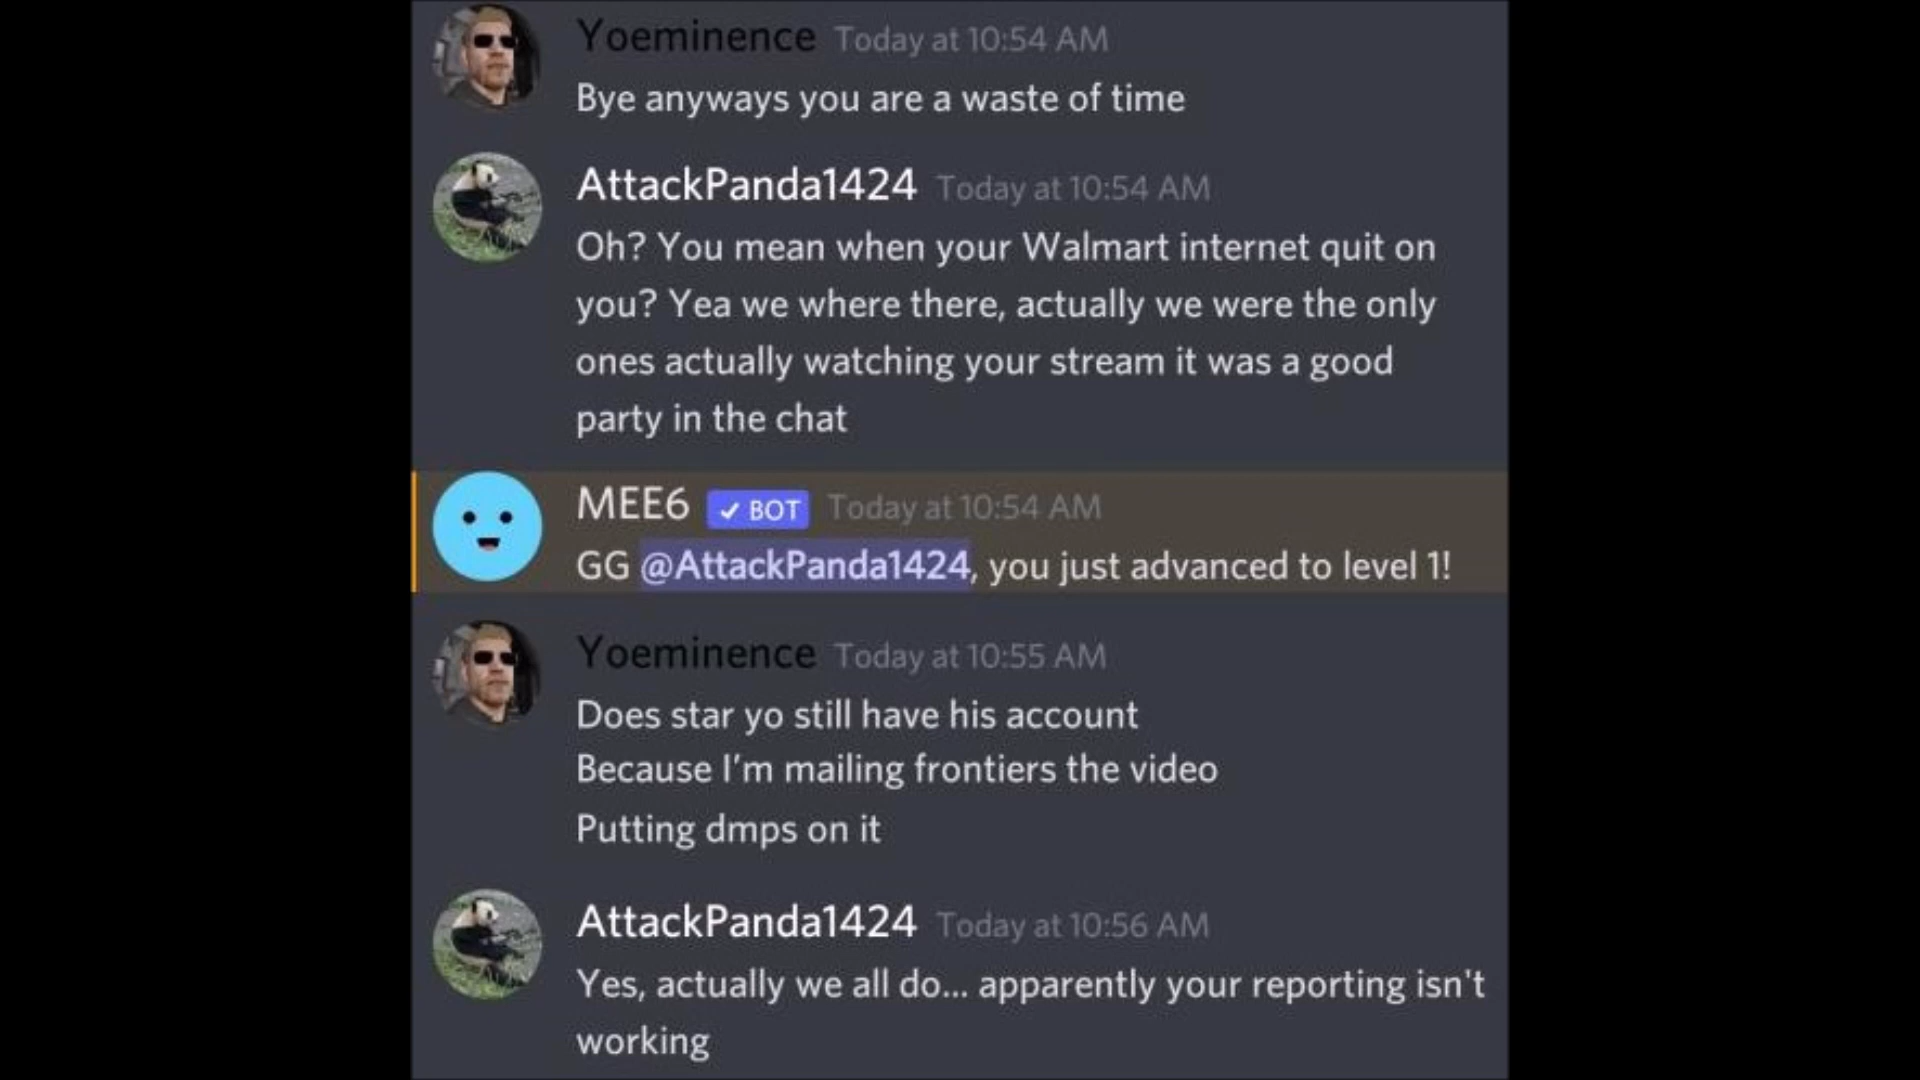 Yoeminence Today at 10:54 AM
Bye anyways you are a waste of time
AttackPanda1424 Today at 10:54 AM
Oh? You mean when your Walmart internet quit on
you? Yea we where there, actually we were the only
ones actually watching your stream it was a good
party in the chat
MEE6 ✓ BOT Today at 10:54 AM
GG @AttackPanda1424, you just advanced to level 1!
Yoeminence Today at 10:55 AM
Does star yo still have his account
Because I'm mailing frontiers the video
Putting dmps on it
AttackPanda1424 Today at 10:56 AM
Yes, actually we all do... apparently your reporting isn't
working